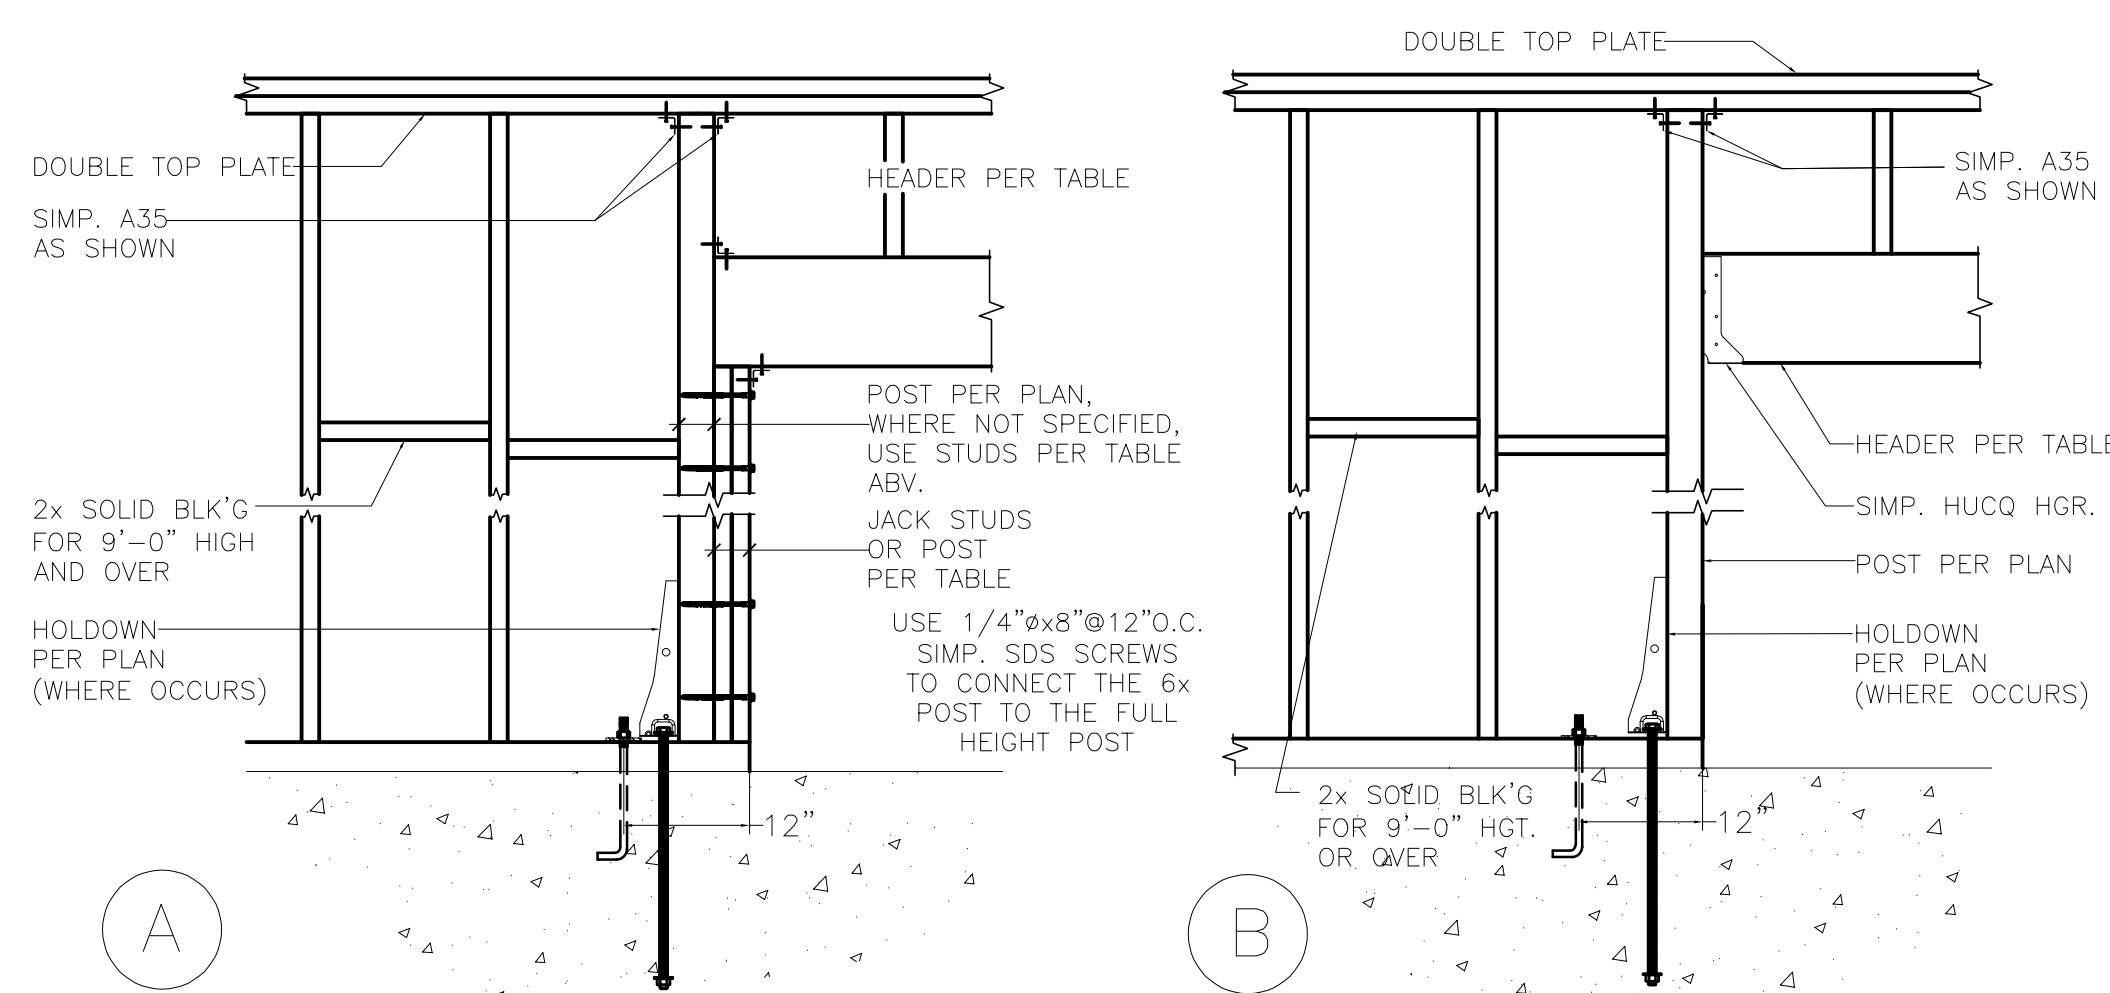 DOUBLE TOP PLATE
SIMP. A35
AS SHOWN
2x SOLID BLK'G
FOR 9'-0" HIGH
AND OVER
HOLDOWN
PER PLAN
(WHERE OCCURS)
HEADER PER TABLE
POST PER PLAN,
WHERE NOT SPECIFIED,
USE STUDS PER TABLE
ABV.
JACK STUDS
OR POST
PER TABLE
USE 1/4"øx8"@12"O.C.
SIMP. SDS SCREWS
TO CONNECT THE 6x
POST TO THE FULL
HEIGHT POST
12"
A
DOUBLE TOP PLATE
SIMP. A35
AS SHOWN
HEADER PER TABLE
SIMP. HUCQ HGR.
POST PER PLAN
HOLDOWN
PER PLAN
(WHERE OCCURS)
2x SOLID BLK'G
FOR 9'-0" HGT.
OR OVER
12"
B